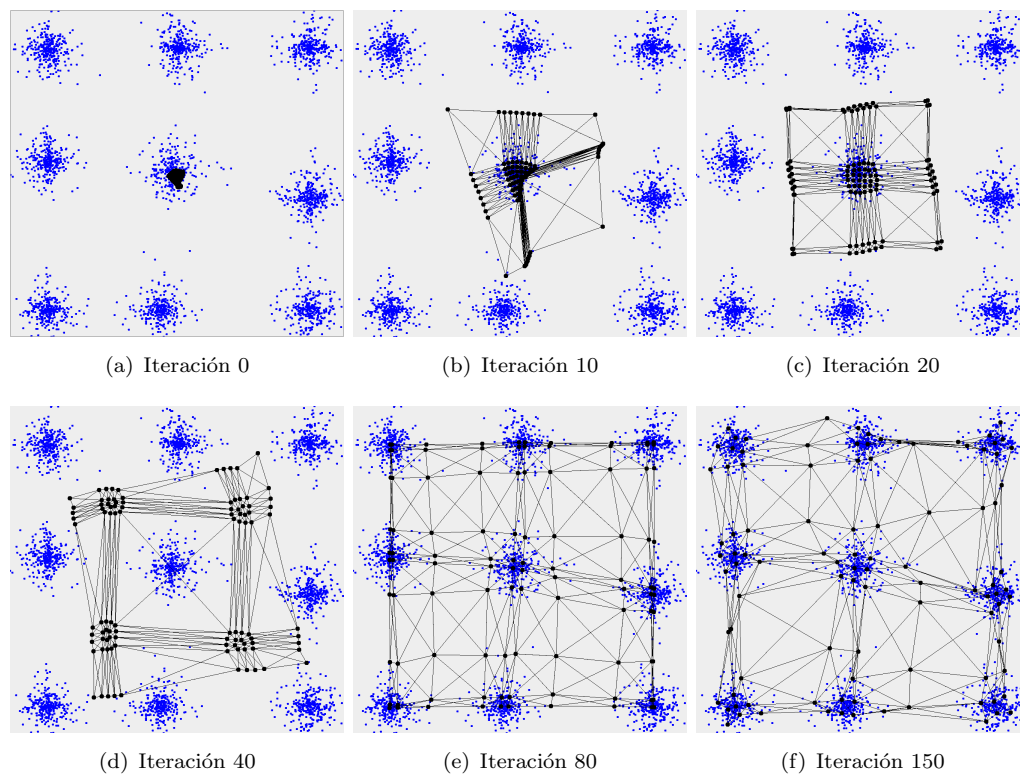 (a) Iteración 0
(b) Iteración 10
(c) Iteración 20
(d) Iteración 40
(e) Iteración 80
(f) Iteración 150